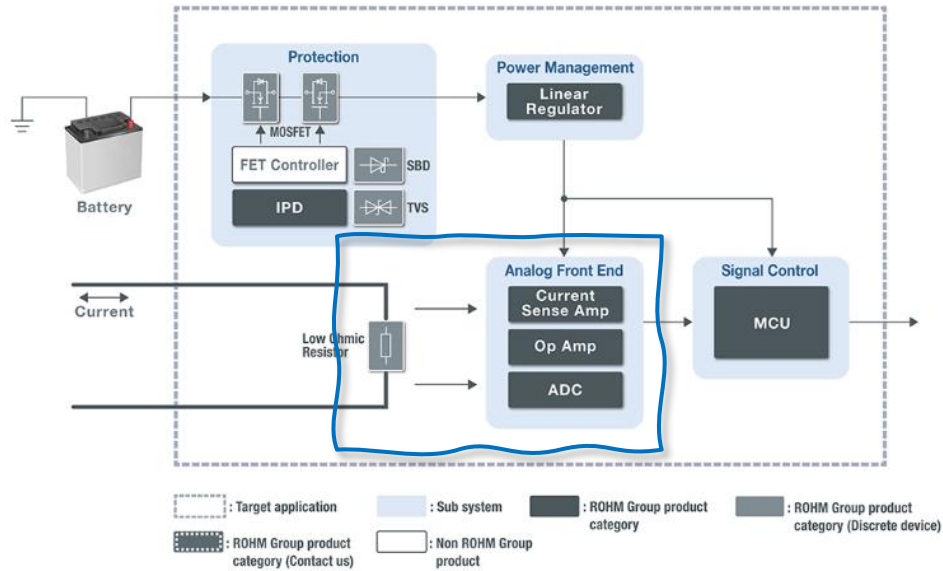 Protection
MOSFET
FET Controller
SBD
IPD
TVS
Battery
Power Management
Linear
Regulator
Current
Low Ohmic
Resistor
Analog Front End
Current
Sense Amp
Op Amp
ADC
Signal Control
MCU
: Target application
: Sub system
: ROHM Group product
category
: ROHM Group product
category (Discrete device)
: ROHM Group product
category (Contact us)
: Non ROHM Group
product